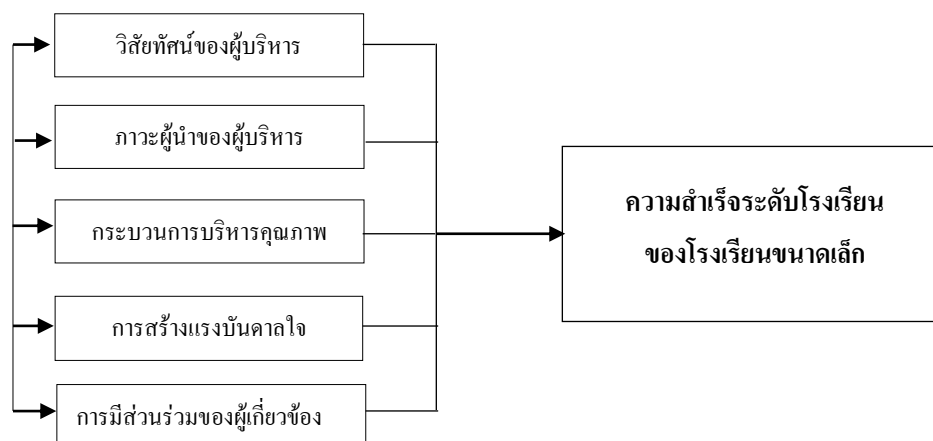 วิสัยทัศน์ของผู้บริหาร
ภาวะผู้นำของผู้บริหาร
กระบวนการบริหารคุณภาพ
การสร้างแรงบันดาลใจ
การมีส่วนร่วมของผู้เกี่ยวข้อง
ความสำเร็จระดับโรงเรียน
ของโรงเรียนขนาดเล็ก